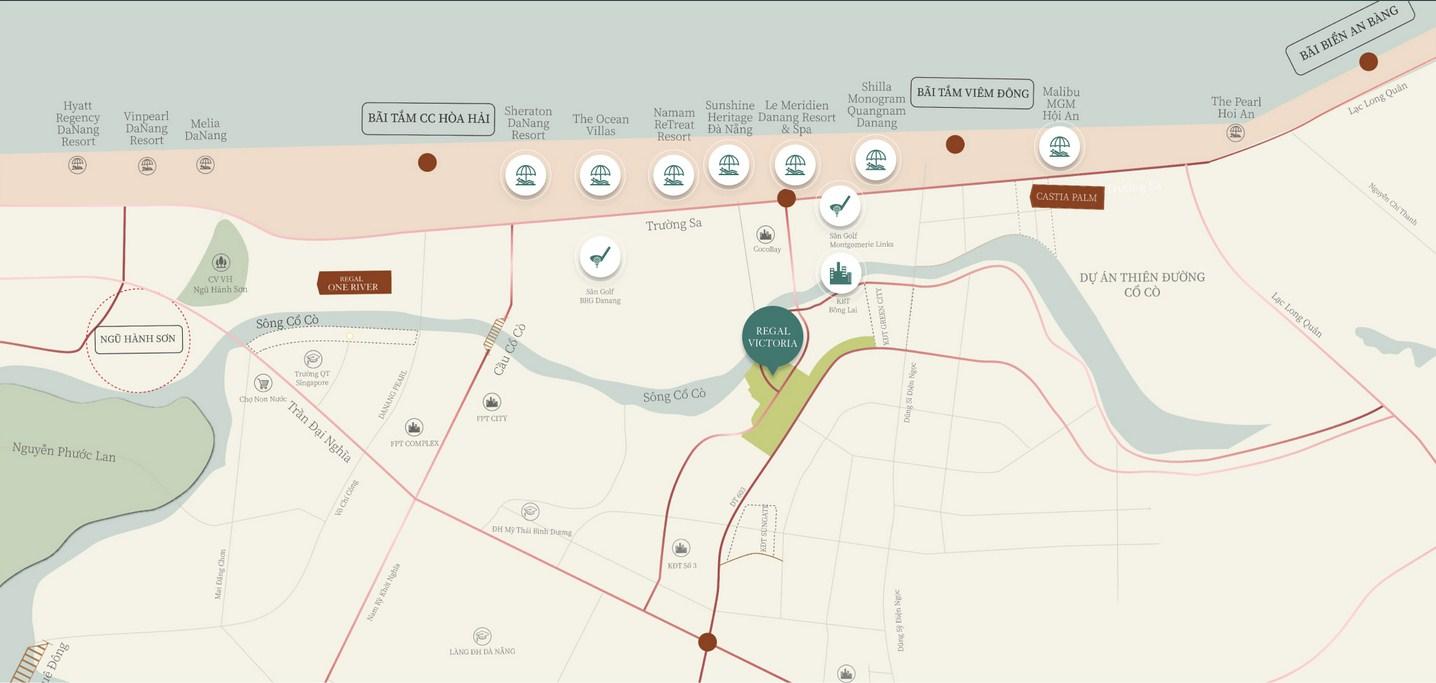 BÃI BIỂN AN BÀNG
Lạc Long Quân
Hyatt
Regency
DaNang
Resort
Vinpearl
DaNang
Resort
Melia
DaNang
BÃI TẮM CC HÒA HẢI
Sheraton
DaNang
Resort
The Ocean
Villas
Namam
ReTreat
Resort
Sunshine
Heritage
Đà Nẵng
Le Meridien
Danang Resort
& Spa
Shilla
Monogram
Quangnam
Danang
BÃI TẮM VIÊM ĐÔNG
Malibu
MGM
Hội An
The Pearl
Hoi An
Trường Sa
CASTIA PALM
Nguyễn Chí Thanh
Trường Sa
Cocobay
Sân Golf
Montgomerie Links
CV VH
Ngũ Hành Sơn
REGAL
ONE RIVER
Sân Golf
BRG Danang
DỰ ÁN THIÊN ĐƯỜNG
CỔ CÒ
KĐT
Bồng Lai
KĐT GREEN CITY
Lạc Long Quân
NGŨ HÀNH SƠN
Sông Cổ Cò
Cầu Cổ Cò
REGAL
VICTORIA
Trường QT
Singapore
Chợ Non Nước
DANANG PEARL
Sông Cổ Cò
Dũng Sĩ Điện Ngọc
FPT CITY
Trần Đại Nghĩa
FPT COMPLEX
Nguyễn Phước Lan
Võ Chí Công
DT 603
ĐH Mỹ Thái Bình Dương
KĐT SUNGATE
KĐT Số 3
Mai Đăng Chơn
Nam Kỳ Khởi Nghĩa
Dũng Sỹ Điện Ngọc
LÀNG ĐH ĐÀ NẴNG